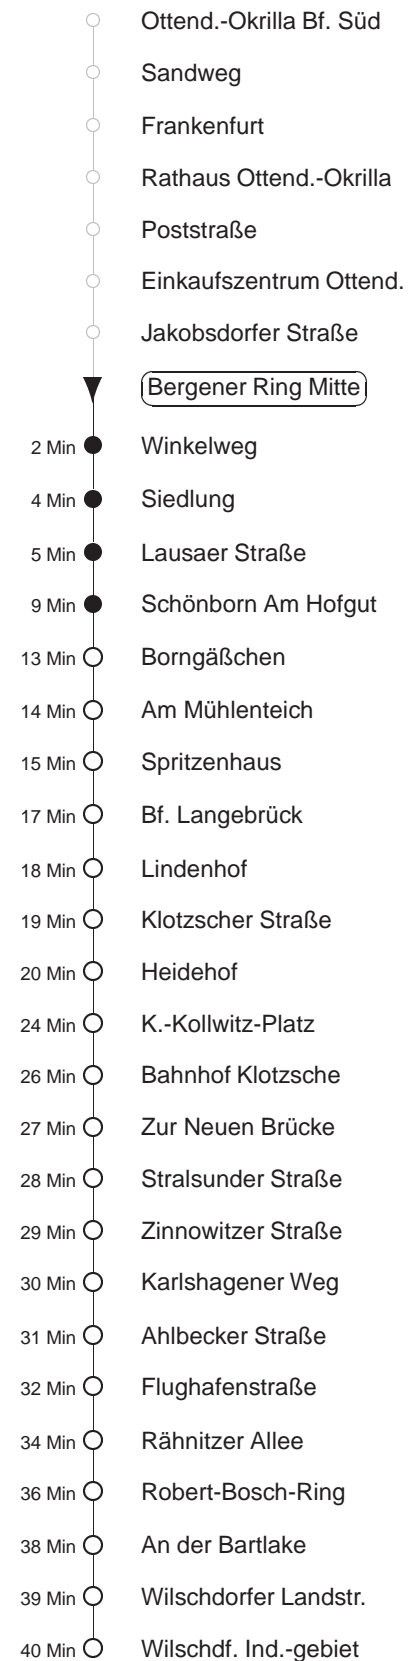 Ottend.-Okrilla Bf. Süd
Sandweg
Frankenfurt
Rathaus Ottend.-Okrilla
Poststraße
Einkaufszentrum Ottend.
Jakobsdorfer Straße
Bergener Ring Mitte
2 Min Winkelweg
4 Min Siedlung
5 Min Lausaer Straße
9 Min Schönborn Am Hofgut
13 Min Borngäßchen
14 Min Am Mühlenteich
15 Min Spritzenhaus
17 Min Bf. Langebrück
18 Min Lindenhof
19 Min Klotzscher Straße
20 Min Heidehof
24 Min K.-Kollwitz-Platz
26 Min Bahnhof Klotzsche
27 Min Zur Neuen Brücke
28 Min Stralsunder Straße
29 Min Zinnowitzer Straße
30 Min Karlshagener Weg
31 Min Ahlbecker Straße
32 Min Flughafenstraße
34 Min Rähnitzer Allee
36 Min Robert-Bosch-Ring
38 Min An der Bartlake
39 Min Wilschdorfer Landstr.
40 Min Wilschdf. Ind.-gebiet